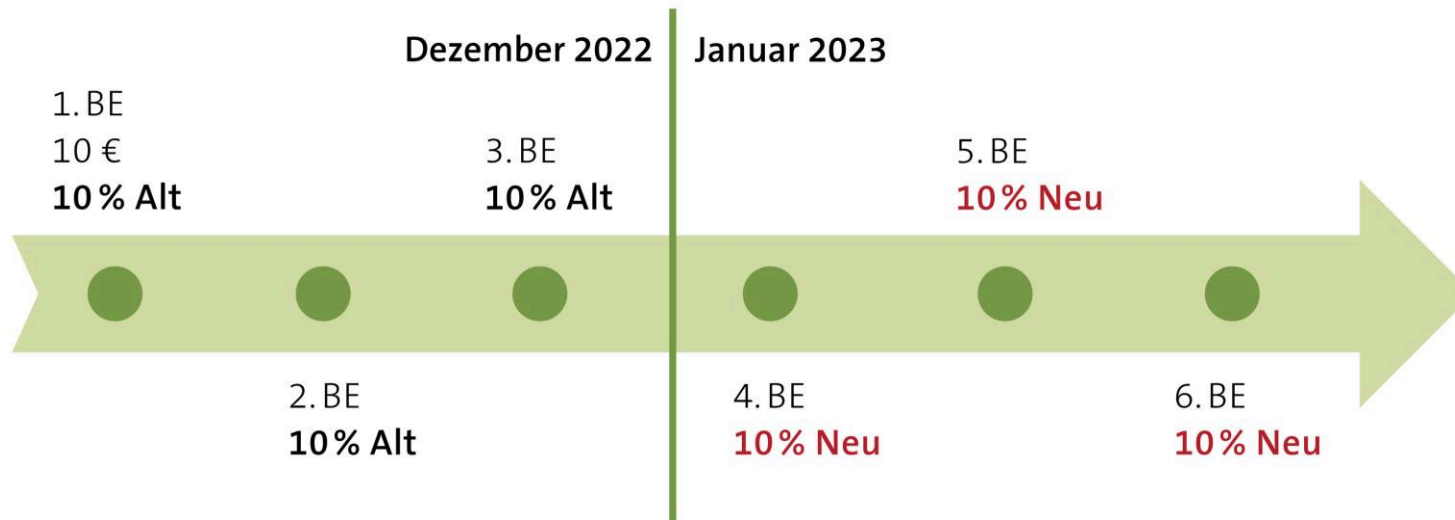 Dezember 2022
Januar 2023
1. BE
10 €
10 % Alt
2. BE
10 % Alt
3. BE
10 % Alt
4. BE
10 % Neu
5. BE
10 % Neu
6. BE
10 % Neu